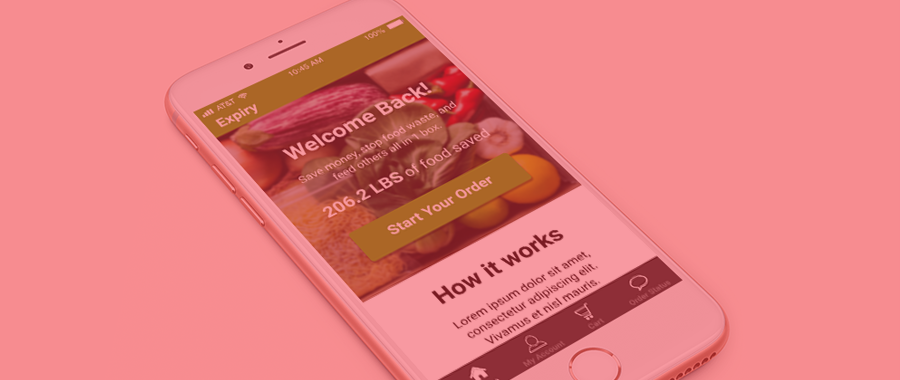 AT&T
10:45 AM
100%
Expiry
Welcome Back!
Save money, stop food waste, and
feed others all in 1 box.
206.2 LBS of food saved
Start Your Order
How it works
Lorem ipsum dolor sit amet,
consectetur adipiscing elit.
Vivamus et nisl mauris.
My Account
Cart
Order Status